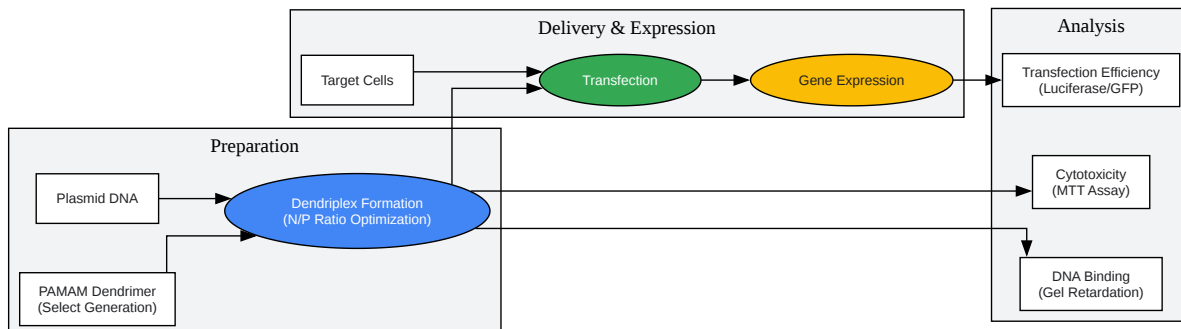 Delivery & Expression
Target Cells
Transfection
Gene Expression
Analysis
Transfection Efficiency
(Luciferase/GFP)
Cytotoxicity
(MTT Assay)
DNA Binding
(Gel Retardation)
Preparation
Plasmid DNA
Dendriplex Formation
(N/P Ratio Optimization)
PAMAM Dendrimer
(Select Generation)